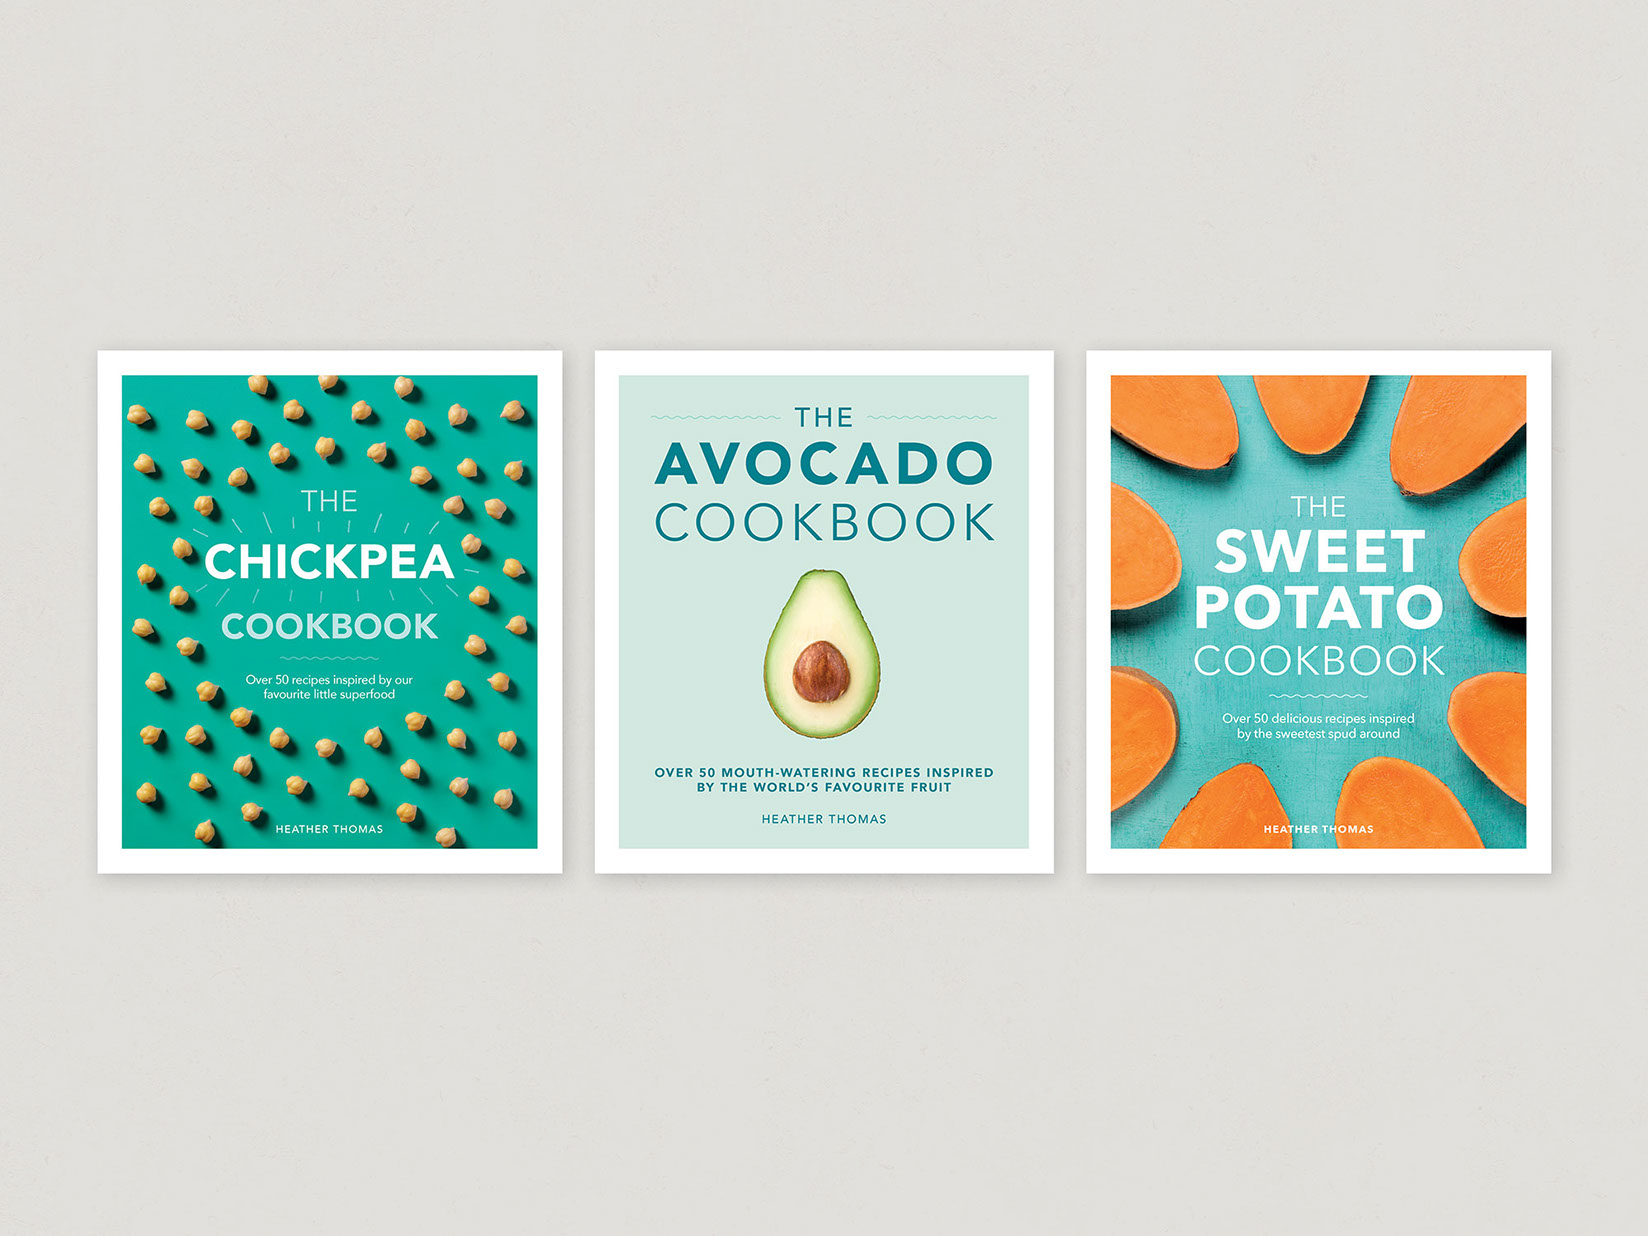 THE
CHICKPEA
COOKBOOK
Over 50 recipes inspired by our
favourite little superfood
HEATHER THOMAS
THE
AVOCADO
COOKBOOK
OVER 50 MOUTH-WATERING RECIPES INSPIRED
BY THE WORLD'S FAVOURITE FRUIT
HEATHER THOMAS
THE
SWEET
POTATO
COOKBOOK
Over 50 delicious recipes inspired
by the sweetest spud around
HEATHER THOMAS